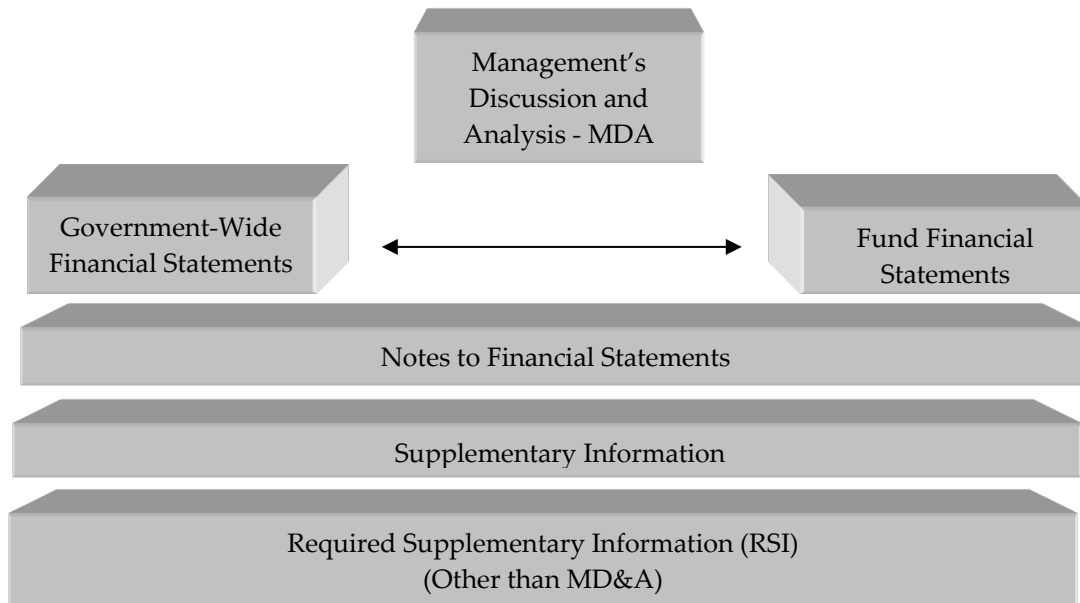 Management’s
Discussion and
Analysis - MDA
Government-Wide
Financial Statements
Fund Financial
Statements
Notes to Financial Statements
Supplementary Information
Required Supplementary Information (RSI)
(Other than MD&A)